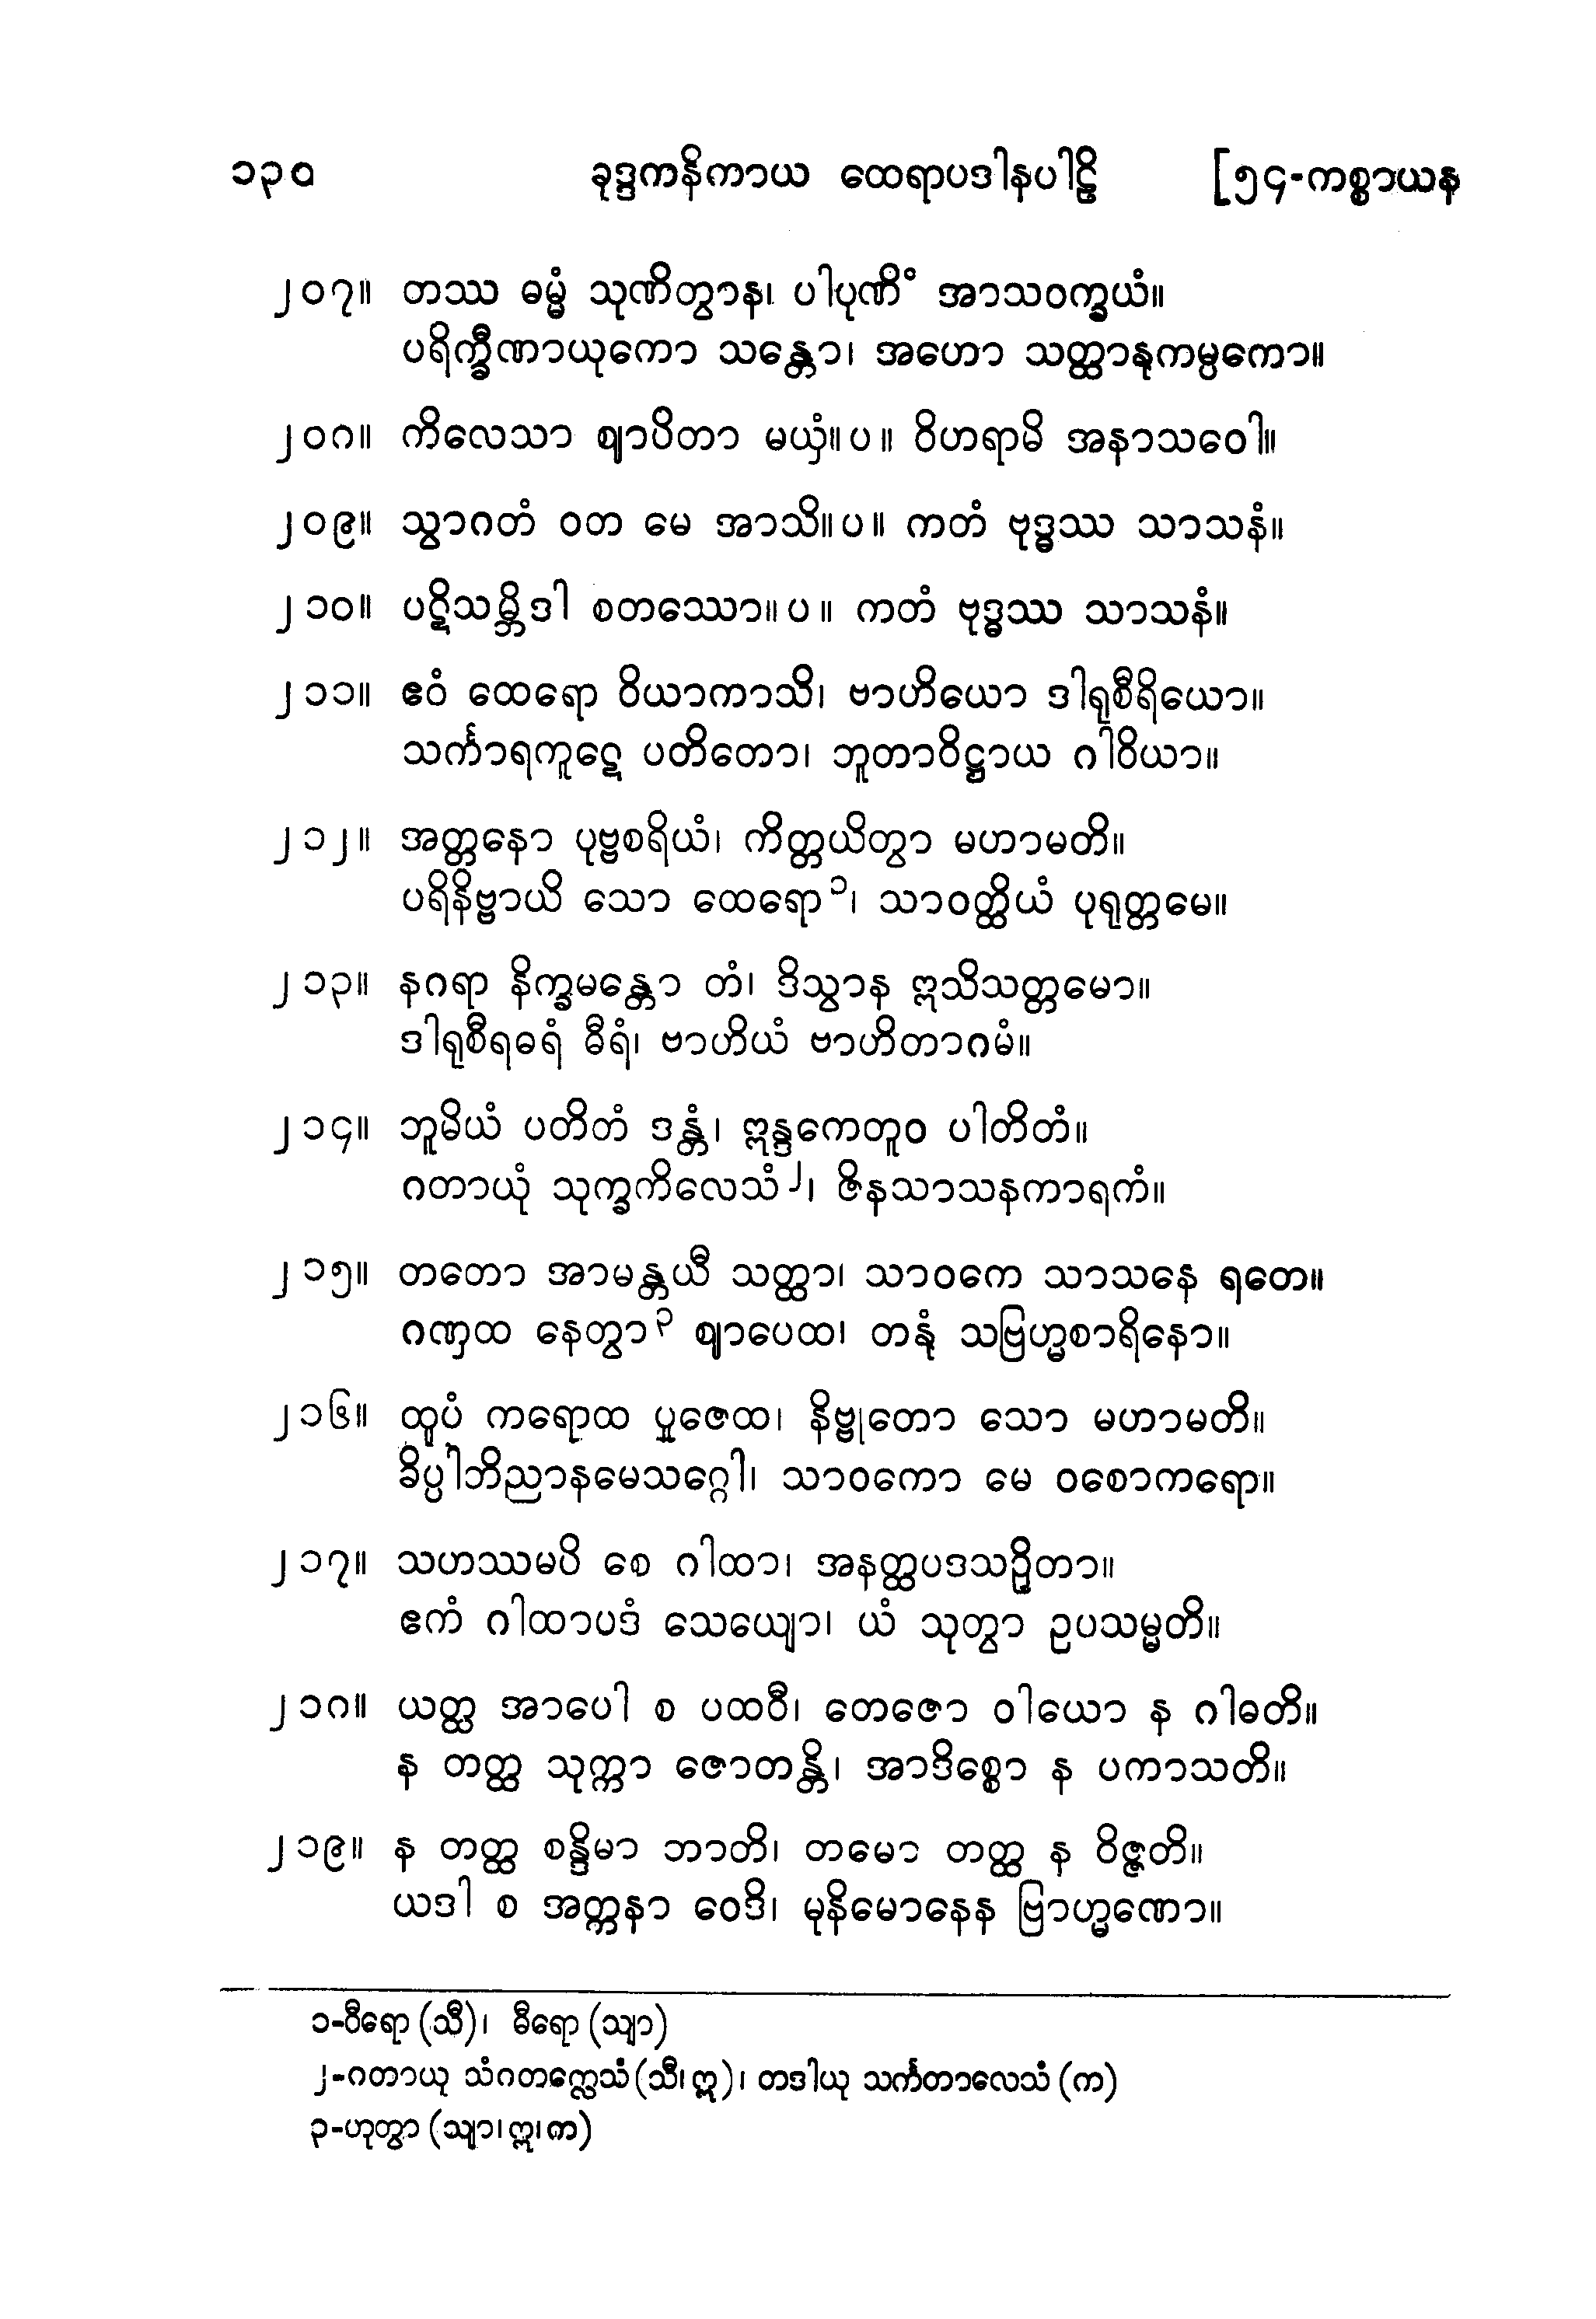 ၁၃၀ ခုဒ္ဒကနိကာယ ထေရာပဒါနပါဠိ [၅၄-ကစ္စာယန
၂၀၇။ တဿ ဓမ္မံ သုဏိတွာန၊ ပါပုဏိံ အာသဝက္ခယံ။
ပရိက္ခီဏာယုကော သန္တော၊ အဟော သတ္ထာနုကမ္ပကော။
၂၀၈။ ကိလေသာ ဈာပိတာ မယှံ။ပ။ ဝိဟရာမိ အနာသဝေါ။
၂၀၉။ သွာဂတံ ဝတ မေ အာသိ။ပ။ ကတံ ဗုဒ္ဓဿ သာသနံ။
၂၁၀။ ပဋိသမ္ဘိဒါ စတဿော။ပ။ ကတံ ဗုဒ္ဓဿ သာသနံ။
၂၁၁။ ဧဝံ ထေရော ဝိယာကာသိ၊ ဗာဟိယော ဒါရုစီရိယော။
သင်္ကာရကူဋေ ပတိတော၊ ဘူတာဝိဋ္ဌာယ ဂါဝိယာ။
၂၁၂။ အတ္တနော ပုဗ္ဗစရိယံ၊ ကိတ္တယိတွာ မဟာမတိ။
ပရိနိဗ္ဗာယိ သော ထေရော၁၊ သာဝတ္ထိယံ ပုရုတ္တမေ။
၂၁၃။ နဂရာ နိက္ခမန္တော တံ၊ ဒိသွာန ဣသိသတ္တမော။
ဒါရုစီရဓရံ ဓီရံ၊ ဗာဟိယံ ဗာဟိတာဂမံ။
၂၁၄။ ဘူမိယံ ပတိတံ ဒန္တံ၊ ဣန္ဒကေတူဝ ပါတိတံ။
ဂတာယုံ သုက္ခကိလေသံ၂၊ ဇိနသာသနကာရကံ။
၂၁၅။ တတော အာမန္တယီ သတ္ထာ၊ သာဝကေ သာသနေ ရတေ။
ဂဏှထ နေတွာ၃ ဈာပေထ၊ တနုံ သဗြဟ္မစာရိနော။
၂၁၆။ ထူပံ ကရောထ ပူဇေထ၊ နိဗ္ဗုတော သော မဟာမတိ။
ခိပ္ပါဘိညာနမေသဂ္ဂေါ၊ သာဝကော မေ ဝစောကရော။
၂၁၇။ သဟဿမပိ စေ ဂါထာ၊ အနတ္ထပဒသဉှိတာ။
ဧကံ ဂါထာပဒံ သေယျော၊ ယံ သုတွာ ဥပသမ္မတိ။
၂၁၈။ ယတ္ထ အာပေါ စ ပထဝီ၊ တေဇော ဝါယော န ဂါဓတိ။
န တတ္ထ သုက္ကာ ဇောတန္တိ၊ အာဒိစ္စော န ပကာသတိ။
၂၁၉။ န တတ္ထ စန္ဒိမာ ဘာတိ၊ တမော တတ္ထ န ဝိဇ္ဇတိ။
ယဒါ စ အတ္တနာ ဝေဒိ၊ မုနိမောနေန ဗြာဟ္မဏော။
၁-ဝီရော (သီ)၊ ဓီရော (သျာ)
၂-ဂတာယု သံဂတက္လေသံ (သီ၊ဣ)၊ တဒါယု သင်္ကတာလေသံ (က)
၃-ဟုတွာ (သျာ၊ဣ၊က)